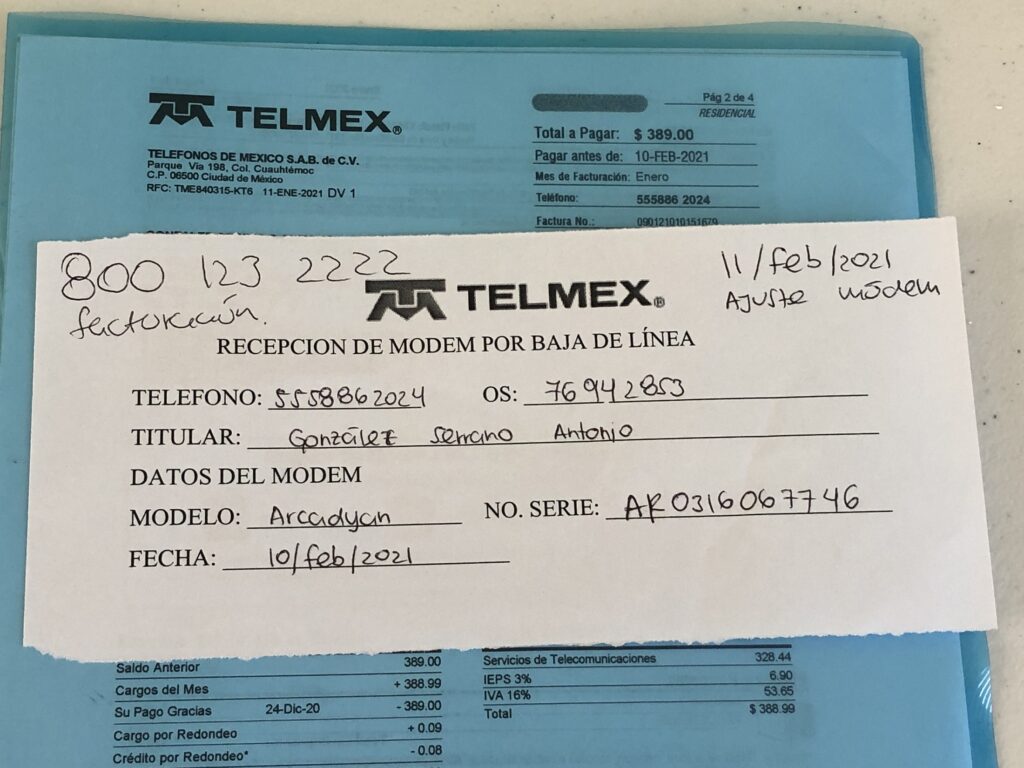 TELMEX®
TELEFONOS DE MEXICO S.A.B. de C.V.
Parque Vía 198, Col. Cuauhtémoc
C.P. 06500 Ciudad de México
RFC: TME840315-KT6 11-ENE-2021 DV 1
Pág 2 de 4
RESIDENCIAL
Total a Pagar: $ 389.00
Pagar antes de: 10-FEB-2021
Mes de Facturación: Enero
Teléfono: 555886 2024
Factura No.: 090121010151679
800 123 2222
facturación.
11/feb/2021
Ajuste módem
TELMEX®
RECEPCION DE MODEM POR BAJA DE LÍNEA
TELEFONO: 5558862024 OS: 76942853
TITULAR: González Serrano Antonio
DATOS DEL MODEM
MODELO: Arcadyan NO. SERIE: AR0316067746
FECHA: 10/feb/2021
Saldo Anterior 389.00
Cargos del Mes + 388.99
Su Pago Gracias 24-Dic-20 - 389.00
Cargo por Redondeo + 0.09
Crédito por Redondeo* - 0.08
Servicios de Telecomunicaciones 328.44
IEPS 3% 6.90
IVA 16% 53.65
Total $ 388.99